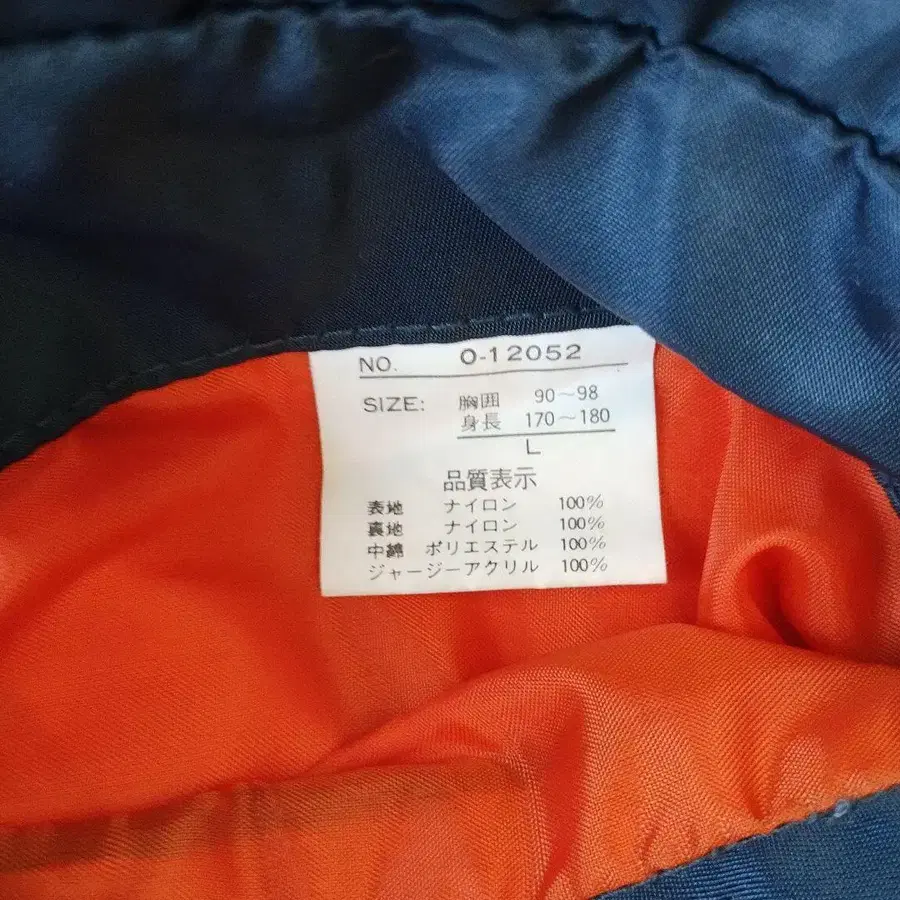 NO. O-12052
SIZE: 胸囲 90〜98
身長 170〜180
L
品質表示
表地 ナイロン 100%
裏地 ナイロン 100%
中綿 ポリエステル 100%
ジャージーアクリル 100%